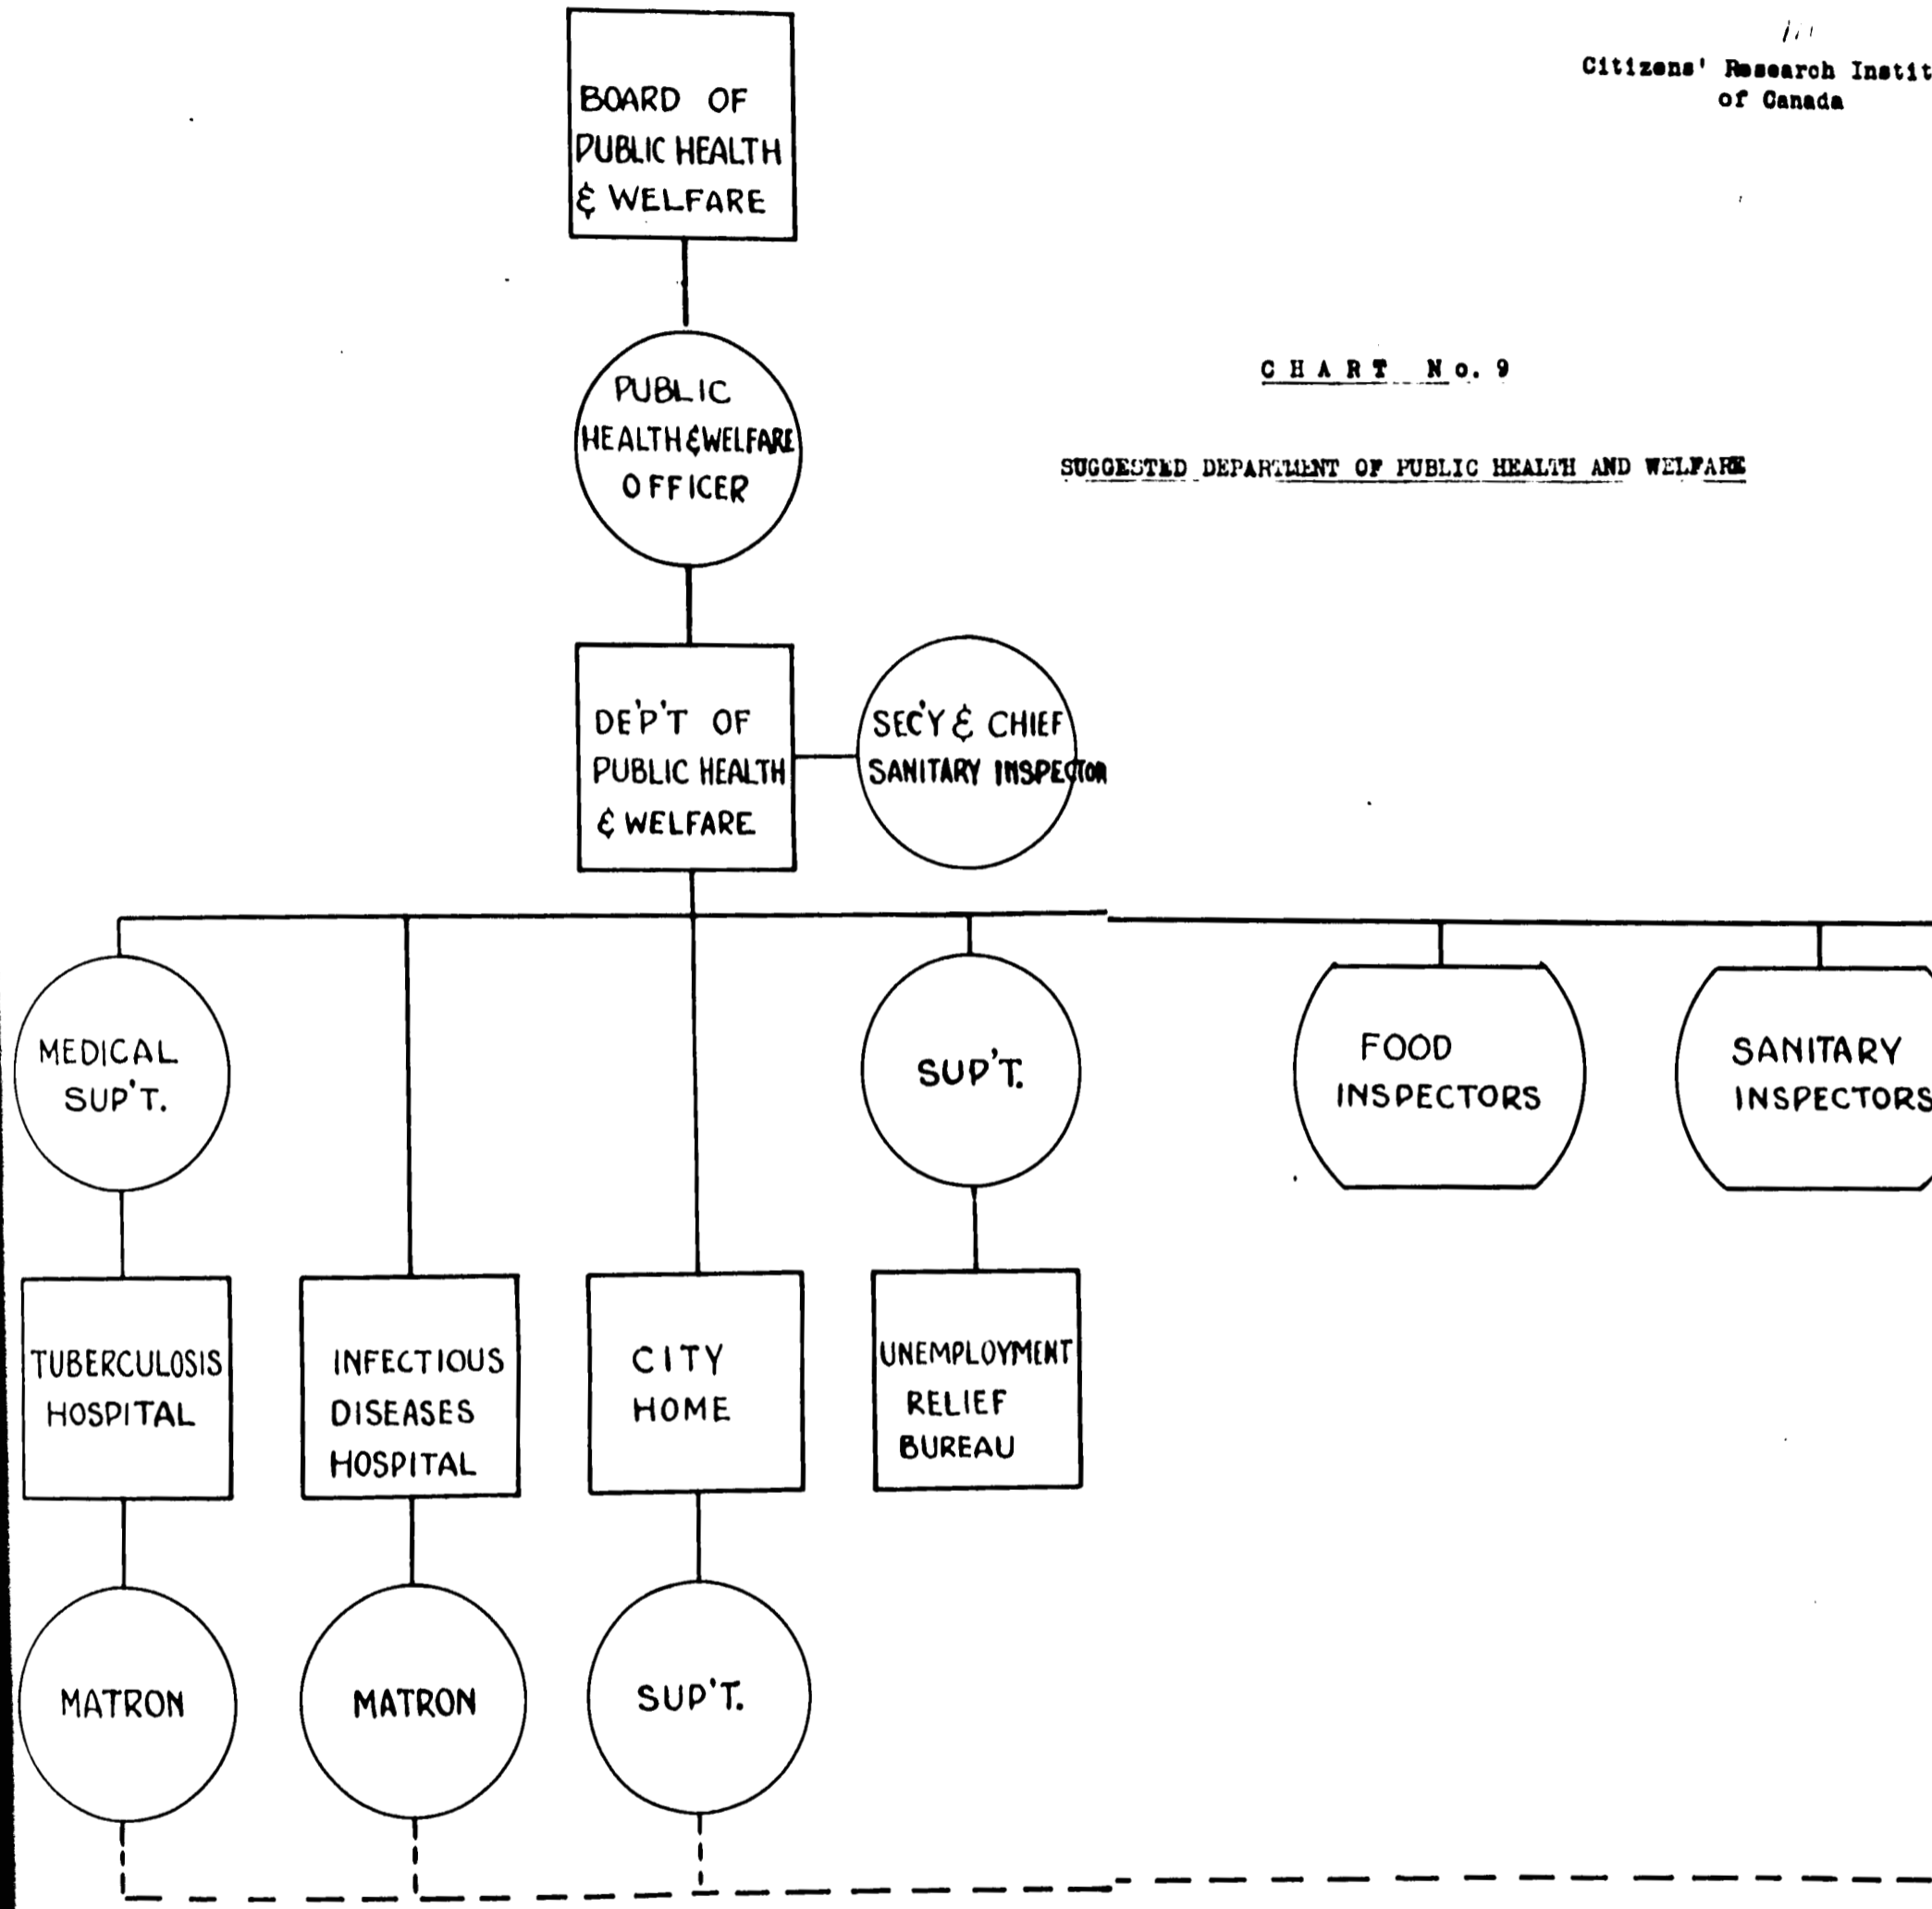 Citizens' Research Instit
of Canada
BOARD OF
PUBLIC HEALTH
& WELFARE
CHART No. 9
SUGGESTED DEPARTMENT OF PUBLIC HEALTH AND WELFARE
PUBLIC
HEALTH & WELFARE
OFFICER
DE'P'T OF
PUBLIC HEALTH
& WELFARE
SEC'Y & CHIEF
SANITARY INSPECTOR
MEDICAL
SUP'T.
SUP'T.
FOOD
INSPECTORS
SANITARY
INSPECTORS
TUBERCULOSIS
HOSPITAL
INFECTIOUS
DISEASES
HOSPITAL
CITY
HOME
UNEMPLOYMENT
RELIEF
BUREAU
MATRON
MATRON
SUP'T.